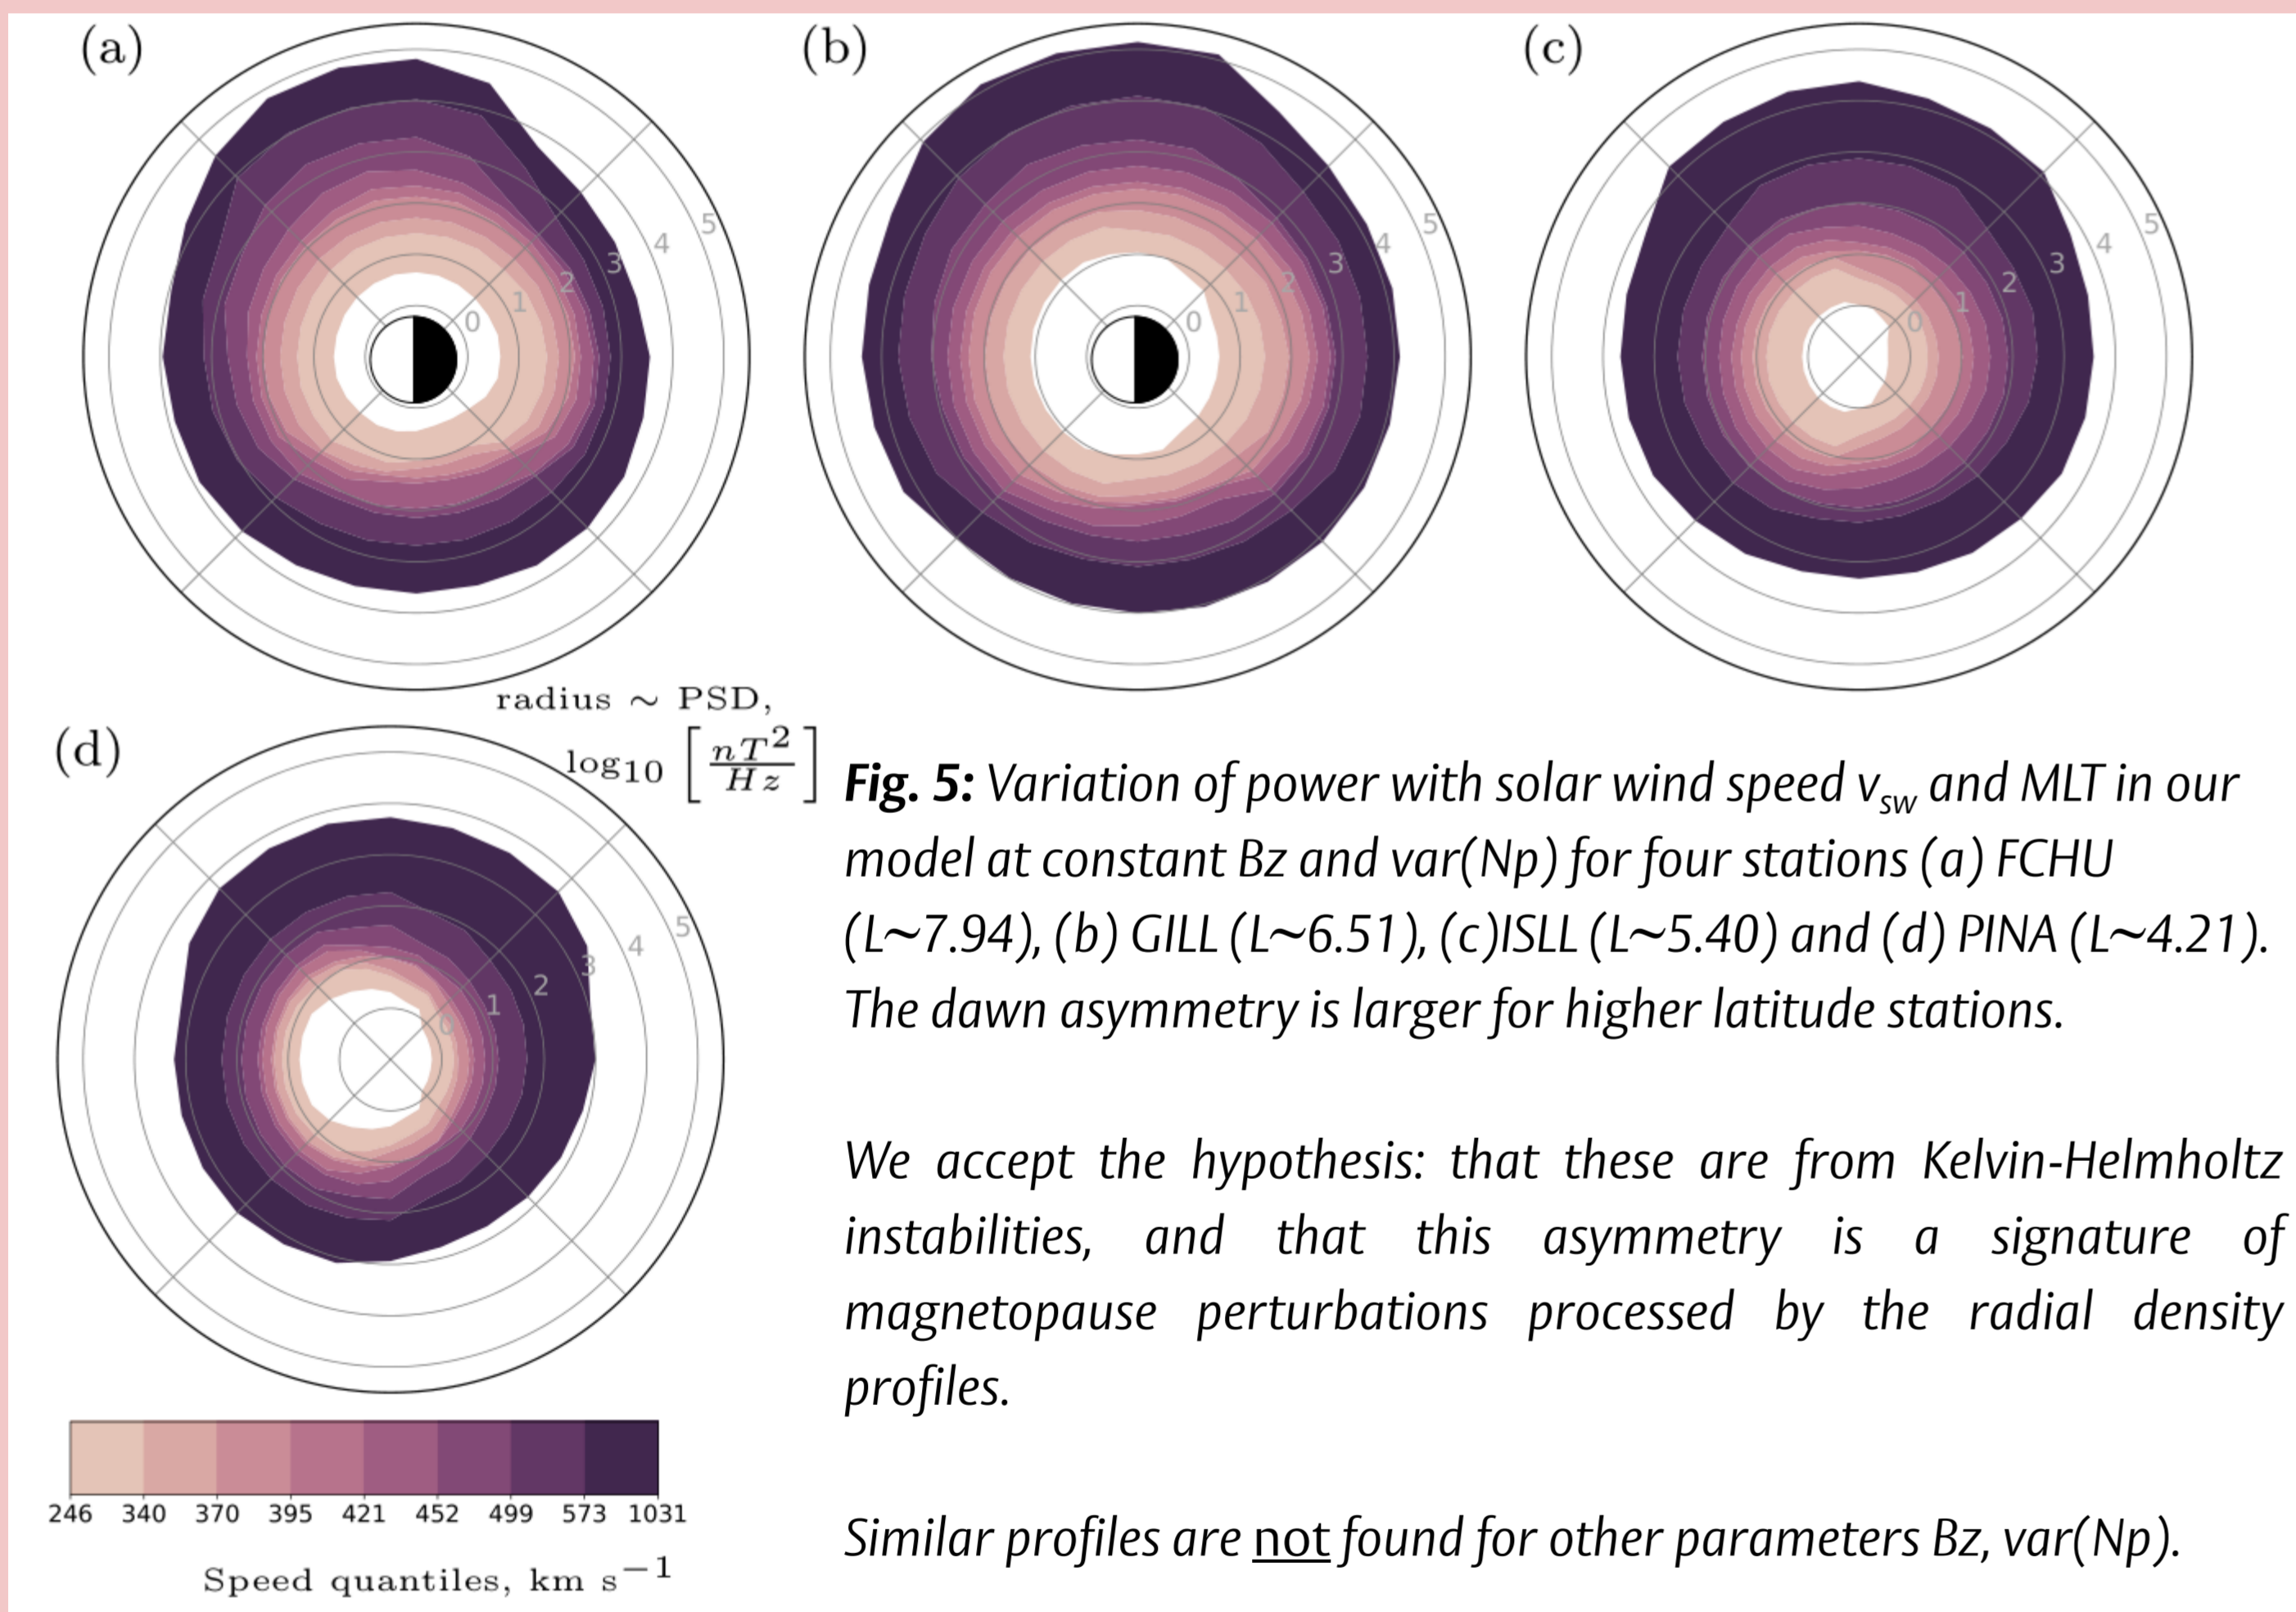 (a)
(b)
(c)
0 1 2 3 4 5
0 1 2 3 4 5
0 1 2 3 4 5
radius ~ PSD,
log10 [nT²/Hz]
(d)
0 1 2 3 4 5
246 340 370 395 421 452 499 573 1031
Speed quantiles, km s⁻¹
Fig. 5: Variation of power with solar wind speed vsw and MLT in our
model at constant Bz and var(Np) for four stations (a) FCHU
(L~7.94), (b) GILL (L~6.51), (c)ISLL (L~5.40) and (d) PINA (L~4.21).
The dawn asymmetry is larger for higher latitude stations.
We accept the hypothesis: that these are from Kelvin-Helmholtz
instabilities, and that this asymmetry is a signature of
magnetopause perturbations processed by the radial density
profiles.
Similar profiles are not found for other parameters Bz, var(Np).